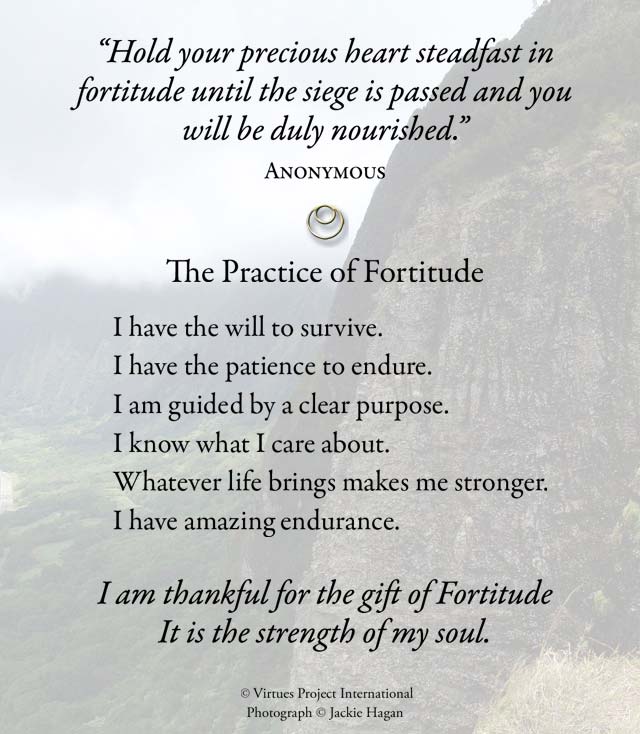 “Hold your precious heart steadfast in
fortitude until the siege is passed and you
will be duly nourished.”
Anonymous
The Practice of Fortitude
I have the will to survive.
I have the patience to endure.
I am guided by a clear purpose.
I know what I care about.
Whatever life brings makes me stronger.
I have amazing endurance.
I am thankful for the gift of Fortitude
It is the strength of my soul.
© Virtues Project International
Photograph © Jackie Hagan